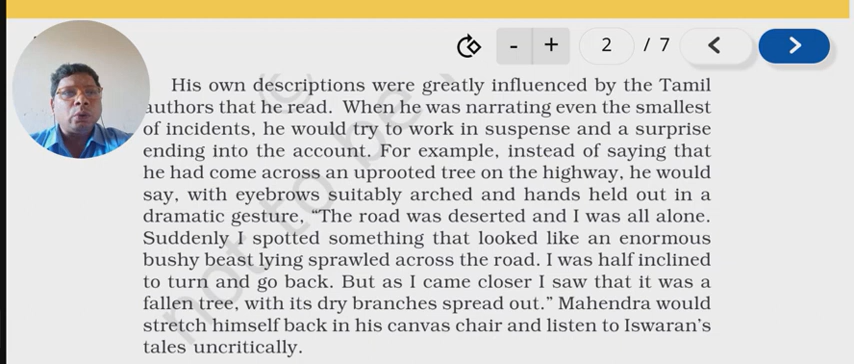 - + 2 / 7 < >
His own descriptions were greatly influenced by the Tamil
authors that he read. When he was narrating even the smallest
of incidents, he would try to work in suspense and a surprise
ending into the account. For example, instead of saying that
he had come across an uprooted tree on the highway, he would
say, with eyebrows suitably arched and hands held out in a
dramatic gesture, “The road was deserted and I was all alone.
Suddenly I spotted something that looked like an enormous
bushy beast lying sprawled across the road. I was half inclined
to turn and go back. But as I came closer I saw that it was a
fallen tree, with its dry branches spread out.” Mahendra would
stretch himself back in his canvas chair and listen to Iswaran’s
tales uncritically.
not to be